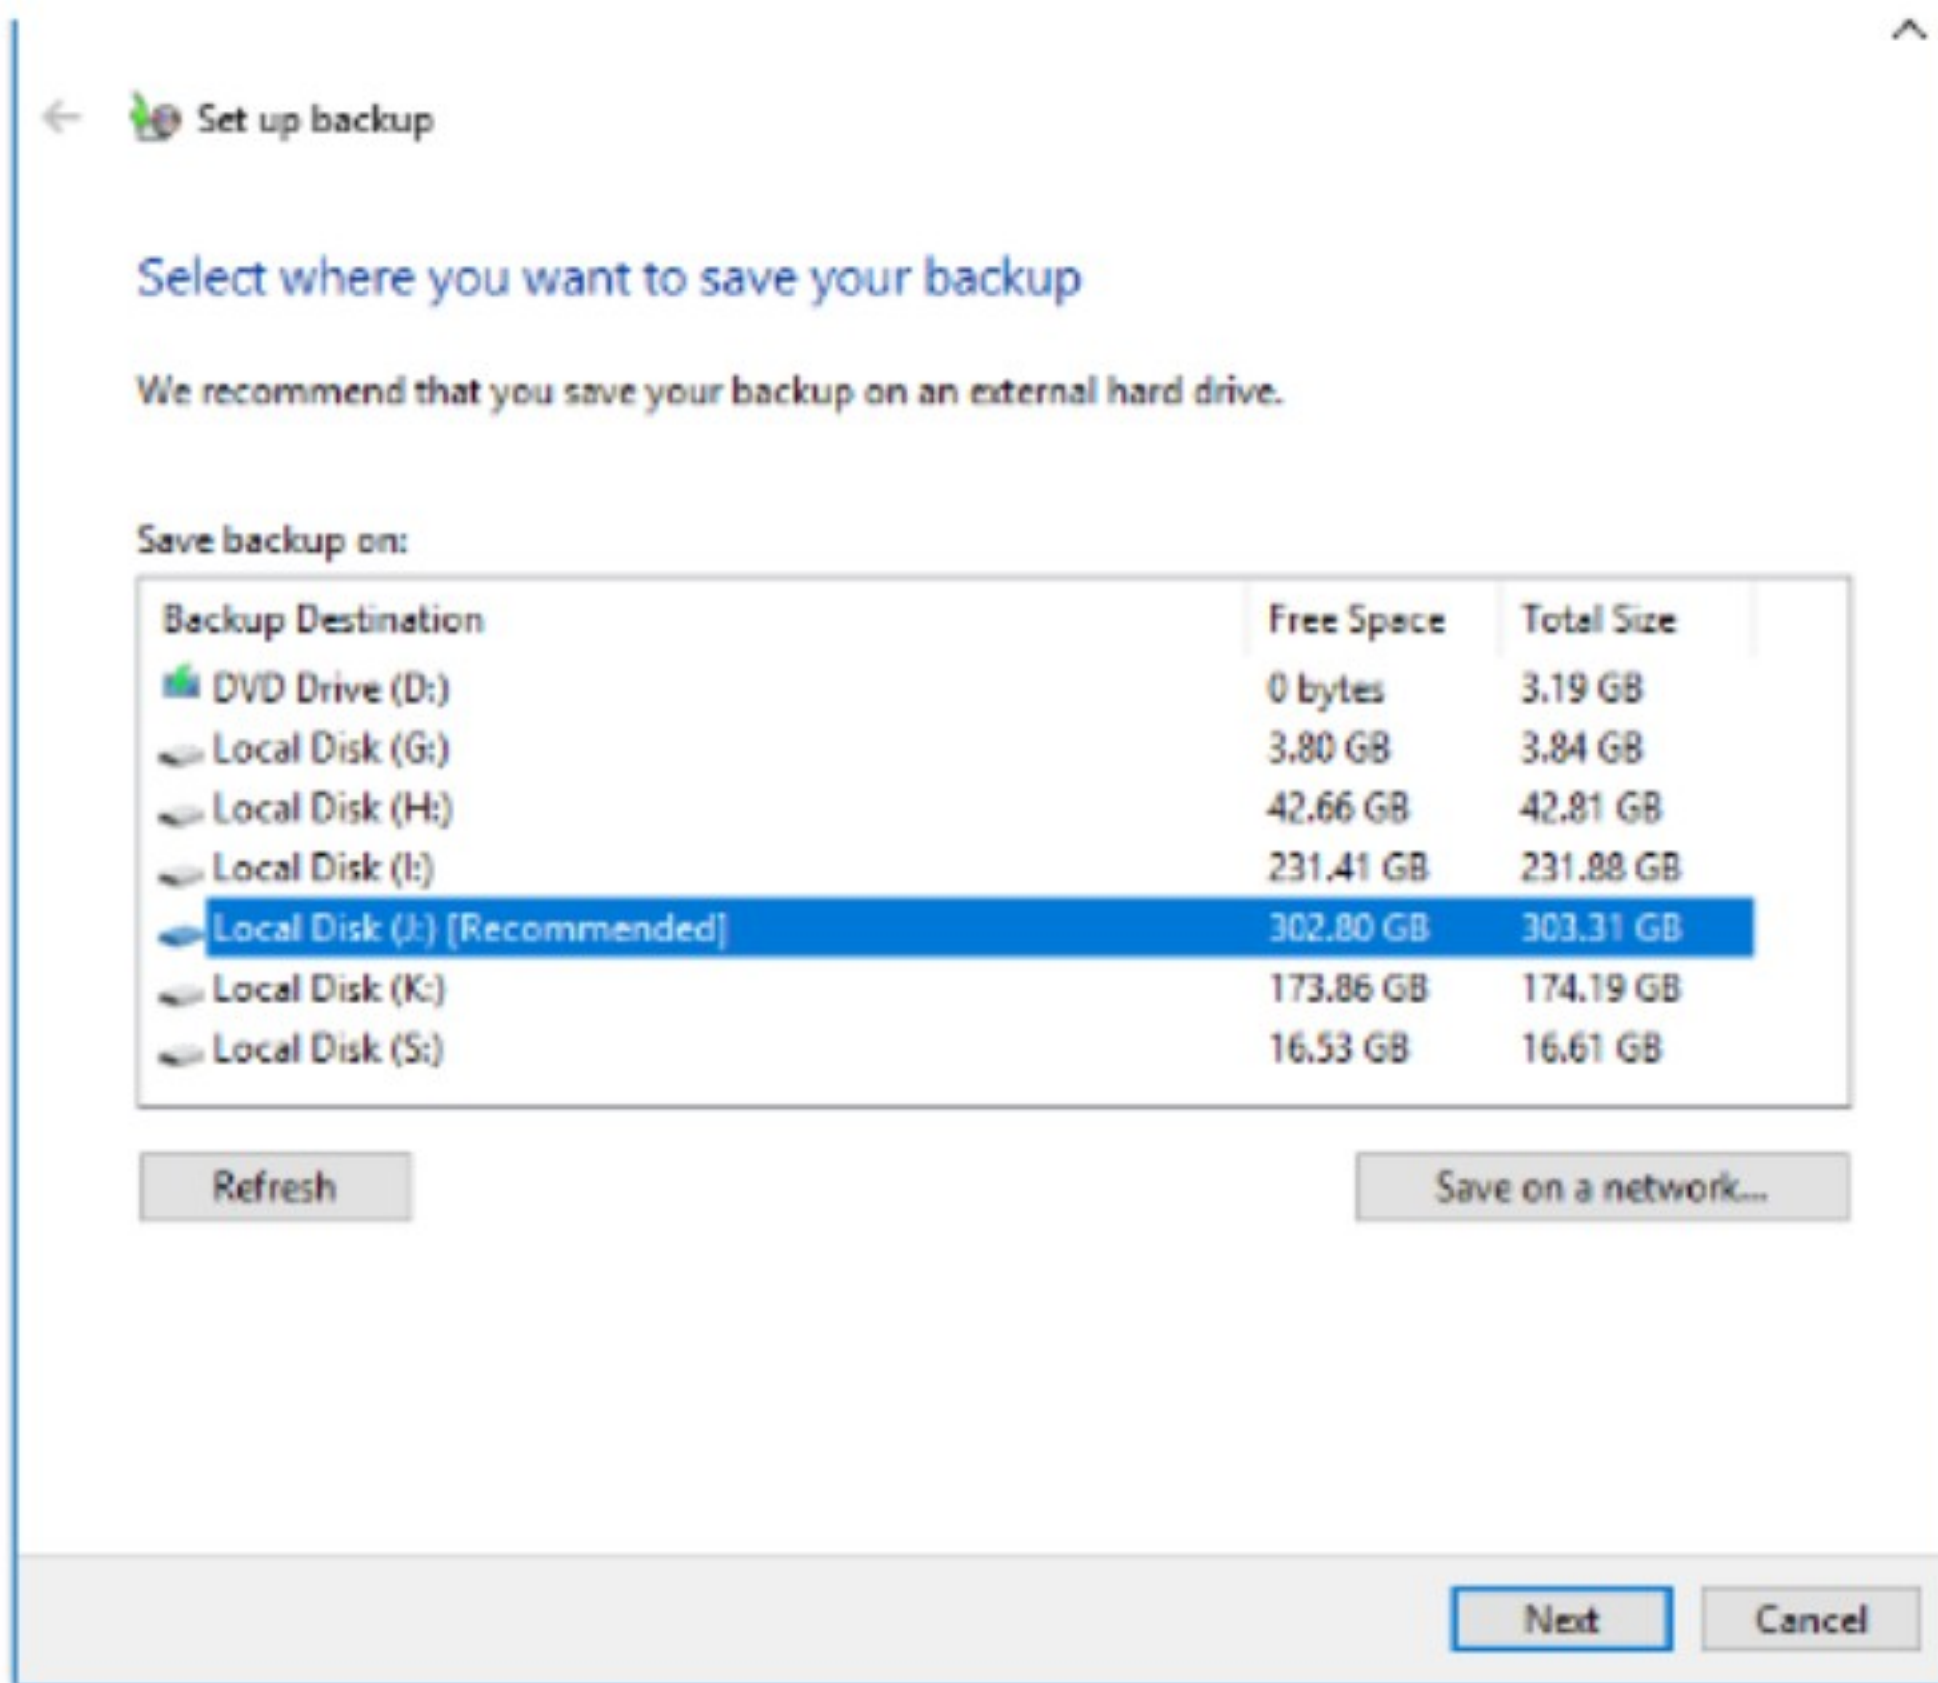 Set up backup
Select where you want to save your backup
We recommend that you save your backup on an external hard drive.
Save backup on:
Backup Destination Free Space Total Size
DVD Drive (D:) 0 bytes 3.19 GB
Local Disk (G:) 3.80 GB 3.84 GB
Local Disk (H:) 42.66 GB 42.81 GB
Local Disk (I:) 231.41 GB 231.88 GB
Local Disk (J:) [Recommended] 302.80 GB 303.31 GB
Local Disk (K:) 173.86 GB 174.19 GB
Local Disk (S:) 16.53 GB 16.61 GB
Refresh Save on a network...
Next Cancel